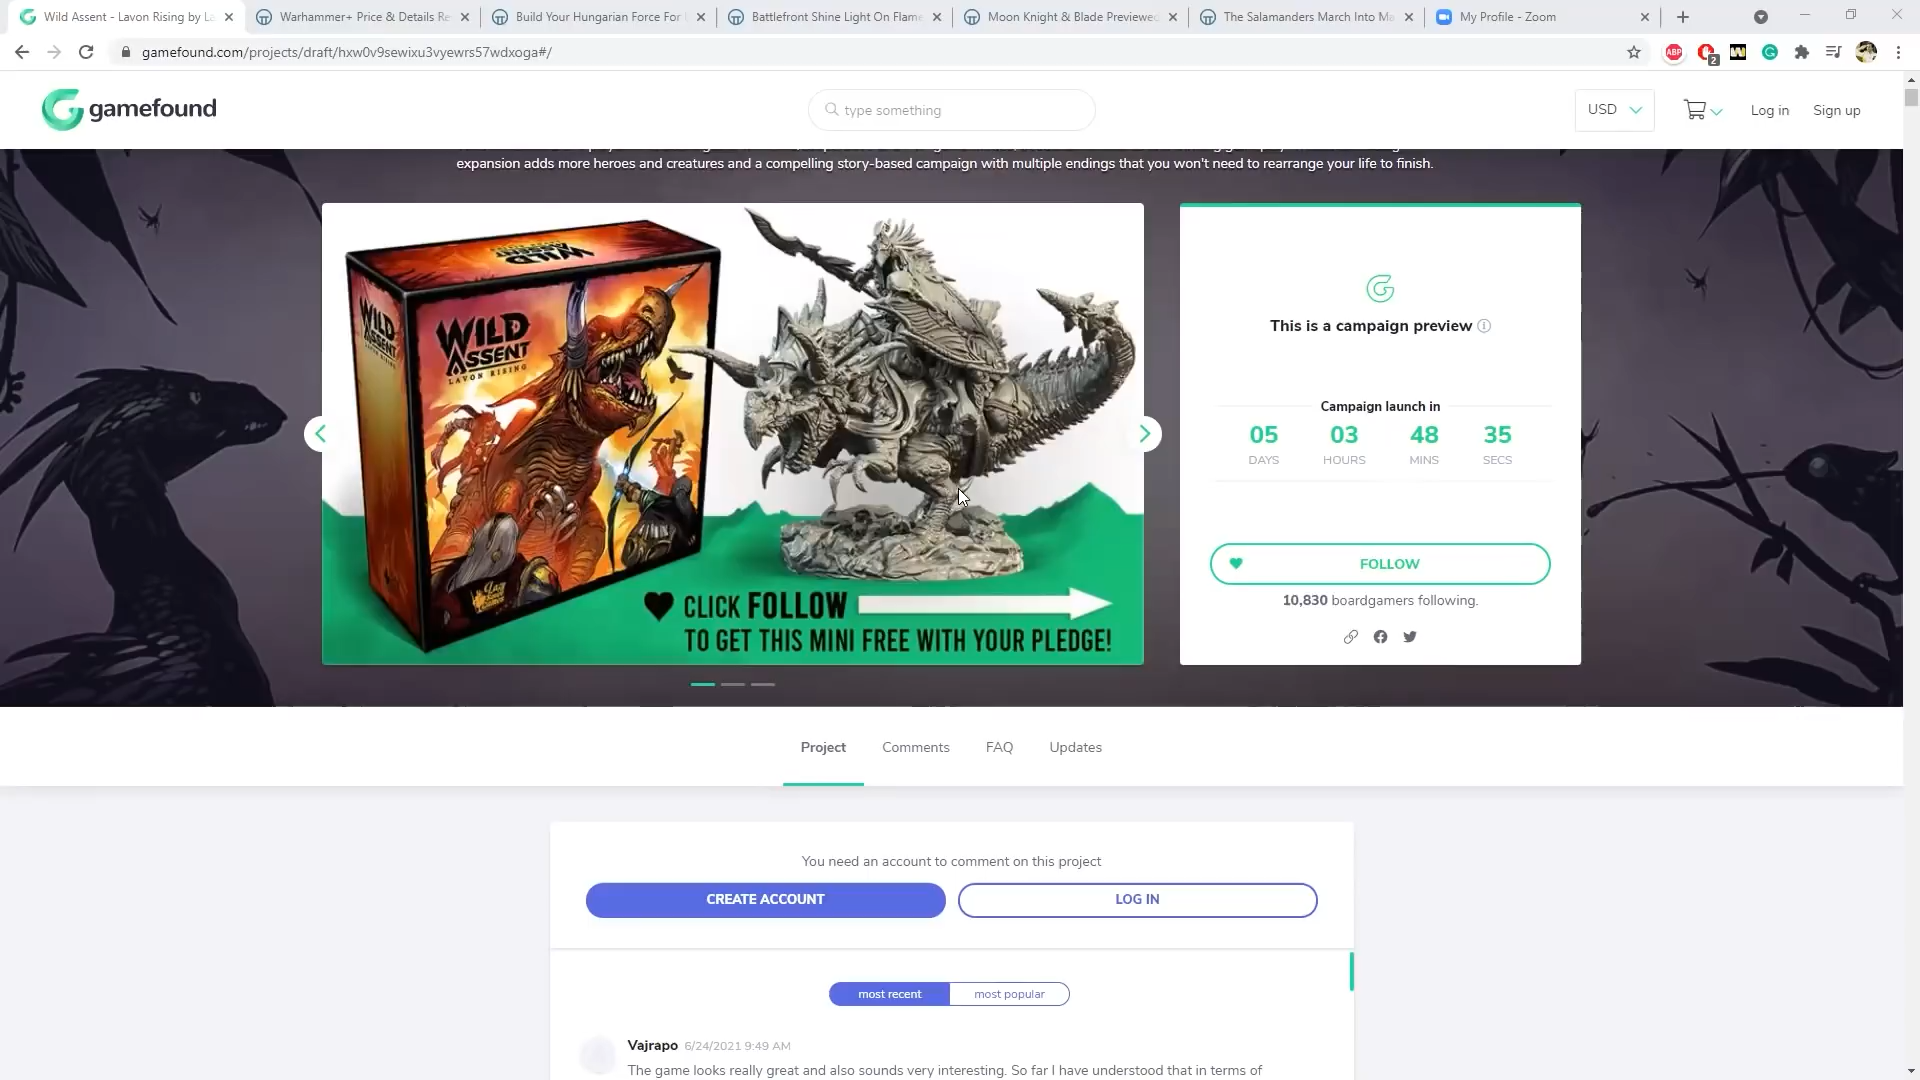 Wild Assent - Lavon Rising by La
Warhammer+ Price & Details Re
Build Your Hungarian Force For
Battlefront Shine Light On Flame
Moon Knight & Blade Previewed
The Salamanders March Into Ma
My Profile - Zoom
gamefound.com/projects/draft/hxw0v9sewixu3vyewrs57wdxoga#/
ABP
2
gamefound
type something
USD
Log in
Sign up
expansion adds more heroes and creatures and a compelling story-based campaign with multiple endings that you won't need to rearrange your life to finish.
WILD ASSENT
WILD
ASSENT
LAVON RISING
WILD
ASSENT
CLICK FOLLOW
TO GET THIS MINI FREE WITH YOUR PLEDGE!
This is a campaign preview
Campaign launch in
05 03 48 35
DAYS HOURS MINS SECS
FOLLOW
10,830 boardgamers following.
Project Comments FAQ Updates
You need an account to comment on this project
CREATE ACCOUNT
LOG IN
most recent
most popular
Vajrapo 6/24/2021 9:49 AM
The game looks really great and also sounds very interesting. So far I have understood that in terms of